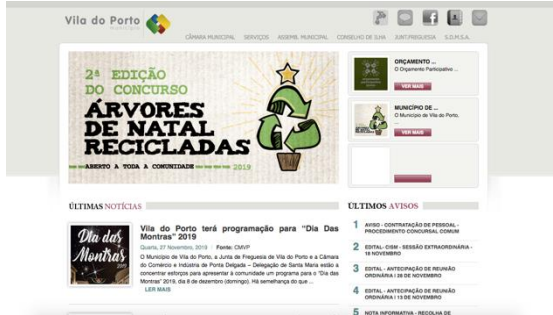 Vila do Porto
município
CÂMARA MUNICIPAL SERVIÇOS ASSEMB. MUNICIPAL CONSELHO DE ILHA JUNT.FREGUESIA S.D.M.S.A.
2ª EDIÇÃO
DO CONCURSO
ÁRVORES
DE NATAL
RECICLADAS
ABERTO A TODA A COMUNIDADE 2019
ORÇAMENTO ...
O Orçamento Participativo ...
VER MAIS
MUNICÍPIO DE ...
O Município de Vila do Porto,
...
VER MAIS
ÚLTIMAS NOTÍCIAS
Dia das
Montras
2019
Vila do Porto terá programação para "Dia Das
Montras" 2019
Quarta, 27 Novembro, 2019 Fonte: CMVP
O Município de Vila do Porto, a Junta de Freguesia de Vila do Porto e a Câmara
do Comércio e Indústria de Ponta Delgada – Delegação de Santa Maria estão a
concentrar esforços para apresentar à comunidade um programa para o "Dia das
Montras" 2019, dia 8 de dezembro (domingo). Há semelhança do que ...
LER MAIS
ÚLTIMOS AVISOS
1 AVISO - CONTRATAÇÃO DE PESSOAL -
PROCEDIMENTO CONCURSAL COMUM
2 EDITAL- CISM - SESSÃO EXTRAORDINÁRIA -
18 NOVEMBRO
3 EDITAL - ANTECIPAÇÃO DE REUNIÃO
ORDINÁRIA | 28 DE NOVEMBRO
4 EDITAL - ANTECIPAÇÃO DE REUNIÃO
ORDINÁRIA | 13 DE NOVEMBRO
5 NOTA INFORMATIVA - RECOLHA DE